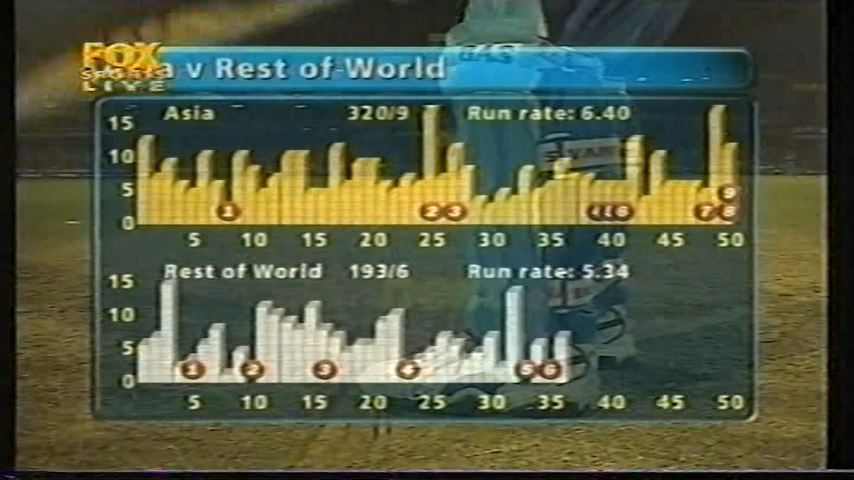 FOX
SPORTS
LIVE
a v Rest of World
Asia 320/9 Run rate: 6.40
15
10
5
0
1 2 3 6 7 9 8
5 10 15 20 25 30 35 40 45 50
Rest of World 193/6 Run rate: 5.34
15
10
5
0
1 2 3 4 5 6
5 10 15 20 25 30 35 40 45 50